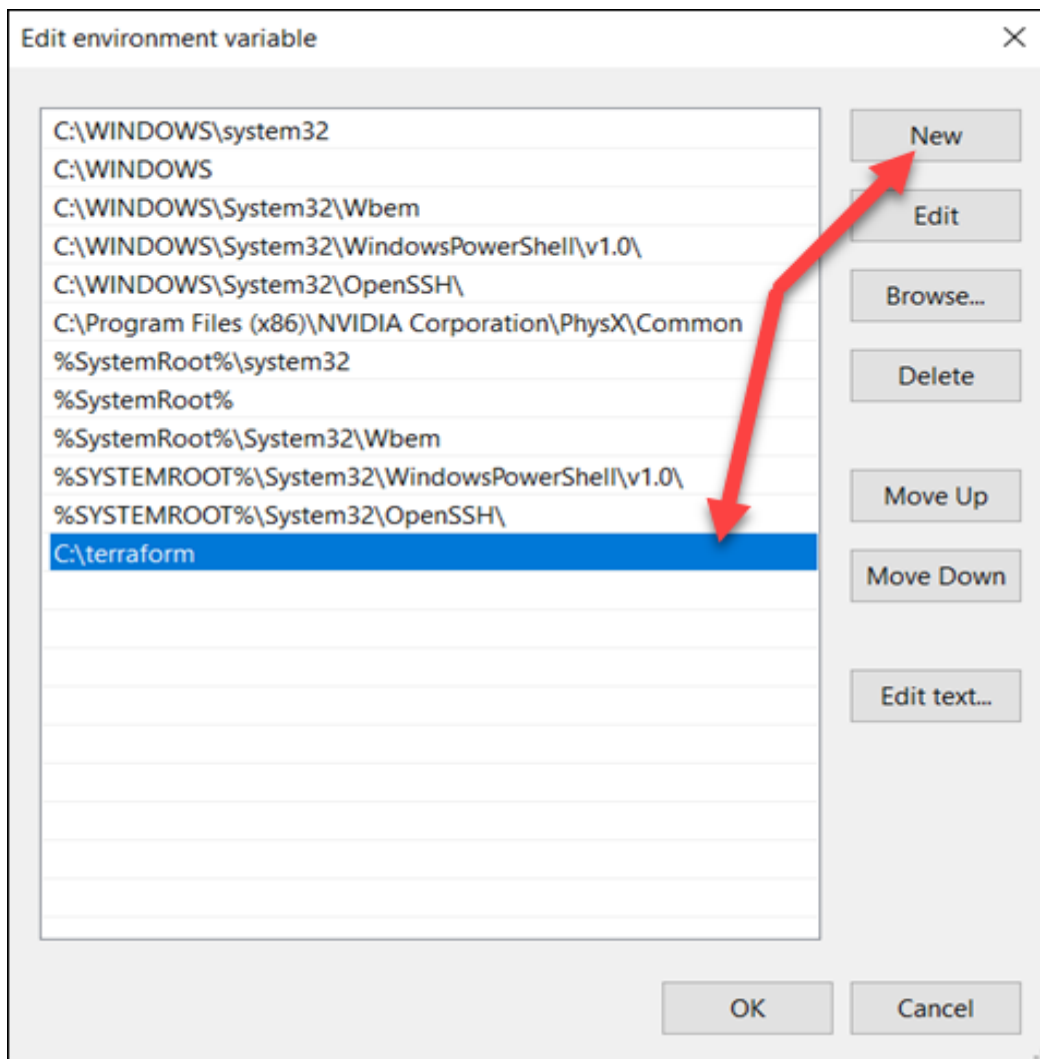 Edit environment variable
C:\WINDOWS\system32
C:\WINDOWS
C:\WINDOWS\System32\Wbem
C:\WINDOWS\System32\WindowsPowerShell\v1.0\
C:\WINDOWS\System32\OpenSSH\
C:\Program Files (x86)\NVIDIA Corporation\PhysX\Common
%SystemRoot%\system32
%SystemRoot%
%SystemRoot%\System32\Wbem
%SYSTEMROOT%\System32\WindowsPowerShell\v1.0\
%SYSTEMROOT%\System32\OpenSSH\
C:\terraform
New
Edit
Browse...
Delete
Move Up
Move Down
Edit text...
OK
Cancel